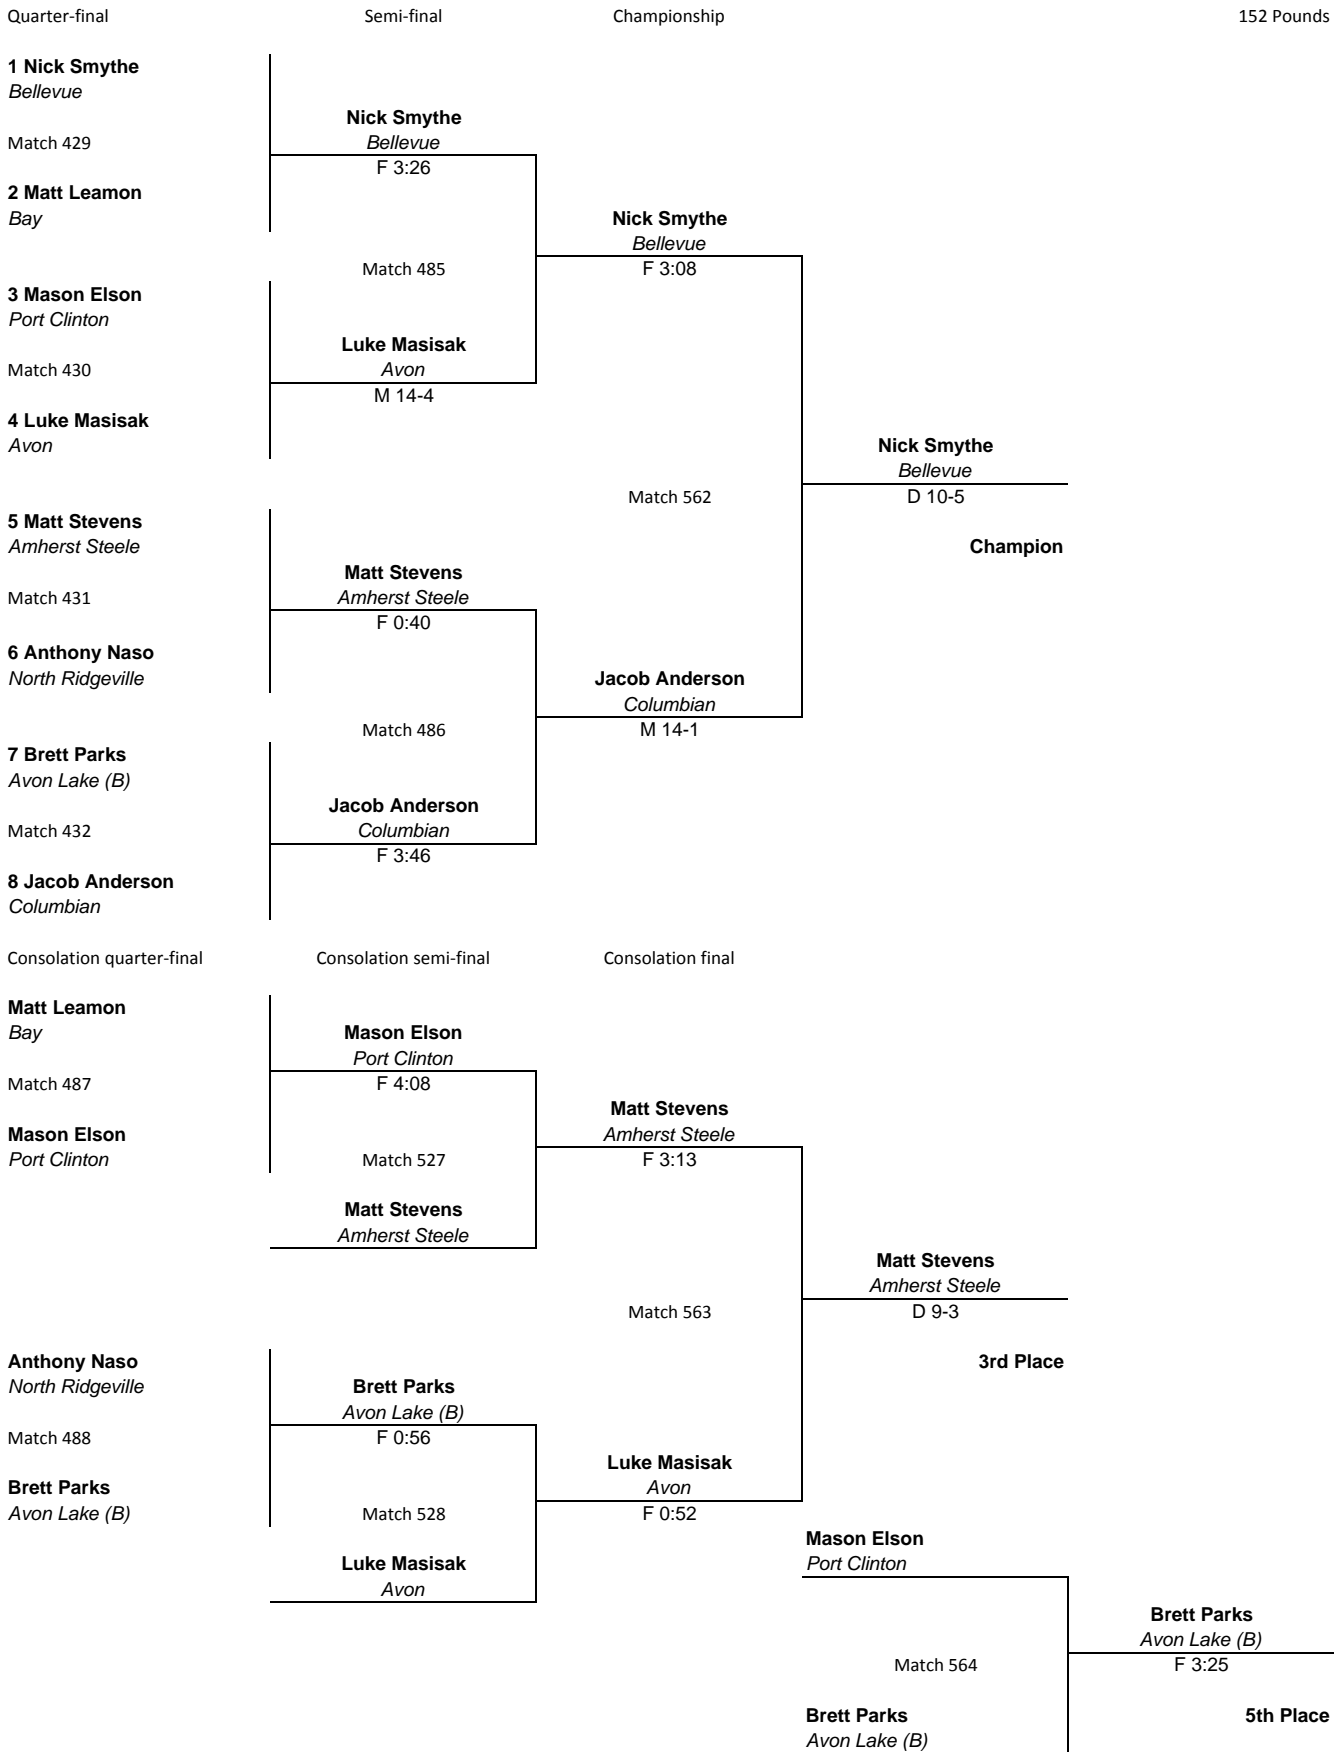 Quarter-final Semi-final Championship 152 Pounds
1 Nick Smythe
Bellevue
Nick Smythe
Match 429 Bellevue
F 3:26
2 Matt Leamon
Bay Nick Smythe
Bellevue
Match 485 F 3:08
3 Mason Elson
Port Clinton
Luke Masisak
Match 430 Avon
M 14-4
4 Luke Masisak
Avon Nick Smythe
Bellevue
Match 562 D 10-5
5 Matt Stevens
Amherst Steele Champion
Matt Stevens
Match 431 Amherst Steele
F 0:40
6 Anthony Naso
North Ridgeville Jacob Anderson
Columbian
Match 486 M 14-1
7 Brett Parks
Avon Lake (B)
Jacob Anderson
Match 432 Columbian
F 3:46
8 Jacob Anderson
Columbian
Consolation quarter-final Consolation semi-final Consolation final
Matt Leamon
Bay Mason Elson
Port Clinton
Match 487 F 4:08
Matt Stevens
Mason Elson Amherst Steele
Port Clinton Match 527 F 3:13
Matt Stevens
Amherst Steele
Matt Stevens
Amherst Steele
Match 563 D 9-3
Anthony Naso 3rd Place
North Ridgeville Brett Parks
Avon Lake (B)
Match 488 F 0:56
Luke Masisak
Brett Parks Avon
Avon Lake (B) Match 528 F 0:52
Mason Elson
Luke Masisak Port Clinton
Avon
Brett Parks
Avon Lake (B)
Match 564 F 3:25
Brett Parks 5th Place
Avon Lake (B)